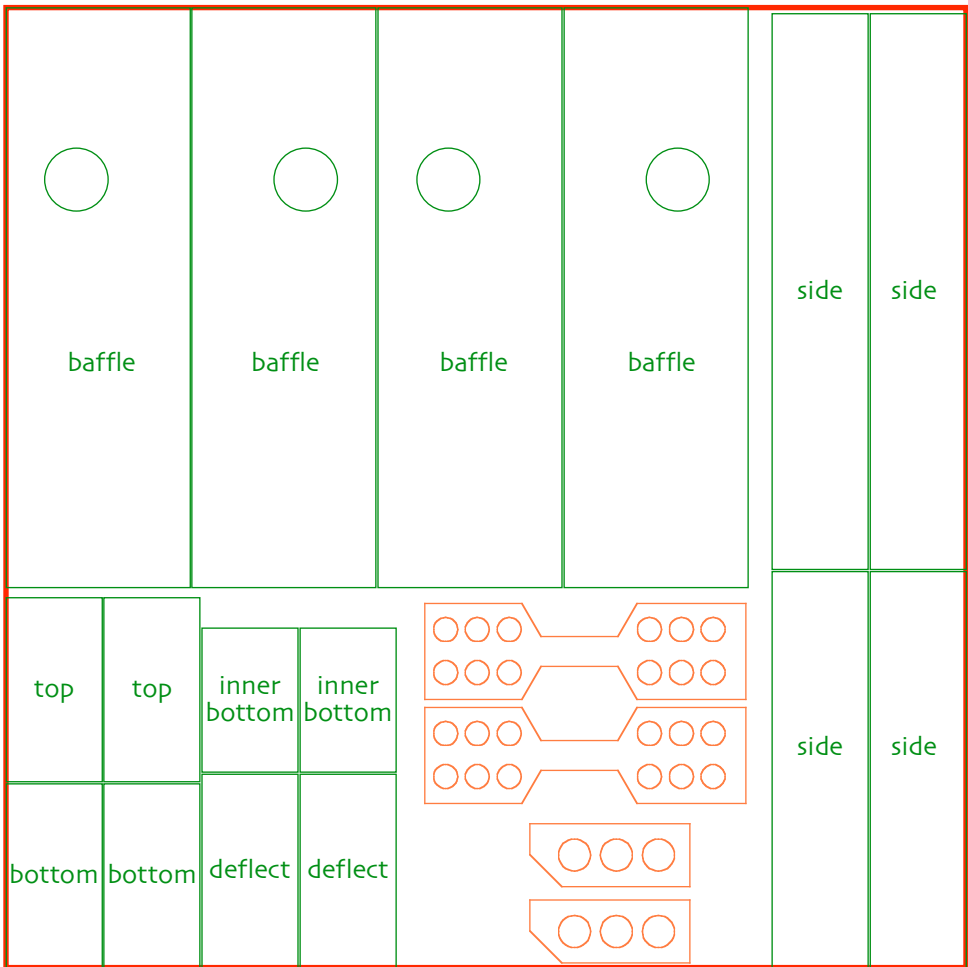 side side
baffle baffle baffle baffle
top top inner inner
bottom bottom
side side
bottom bottom deflect deflect